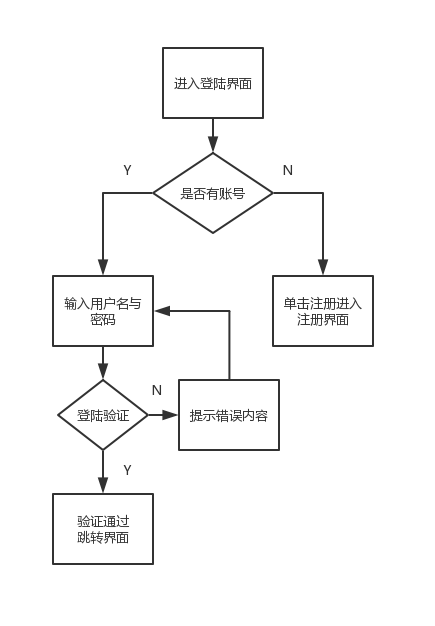 进入登陆界面
Y
N
是否有账号
输入用户名与
密码
单击注册进入
注册界面
N
登陆验证
提示错误内容
Y
验证通过
跳转界面